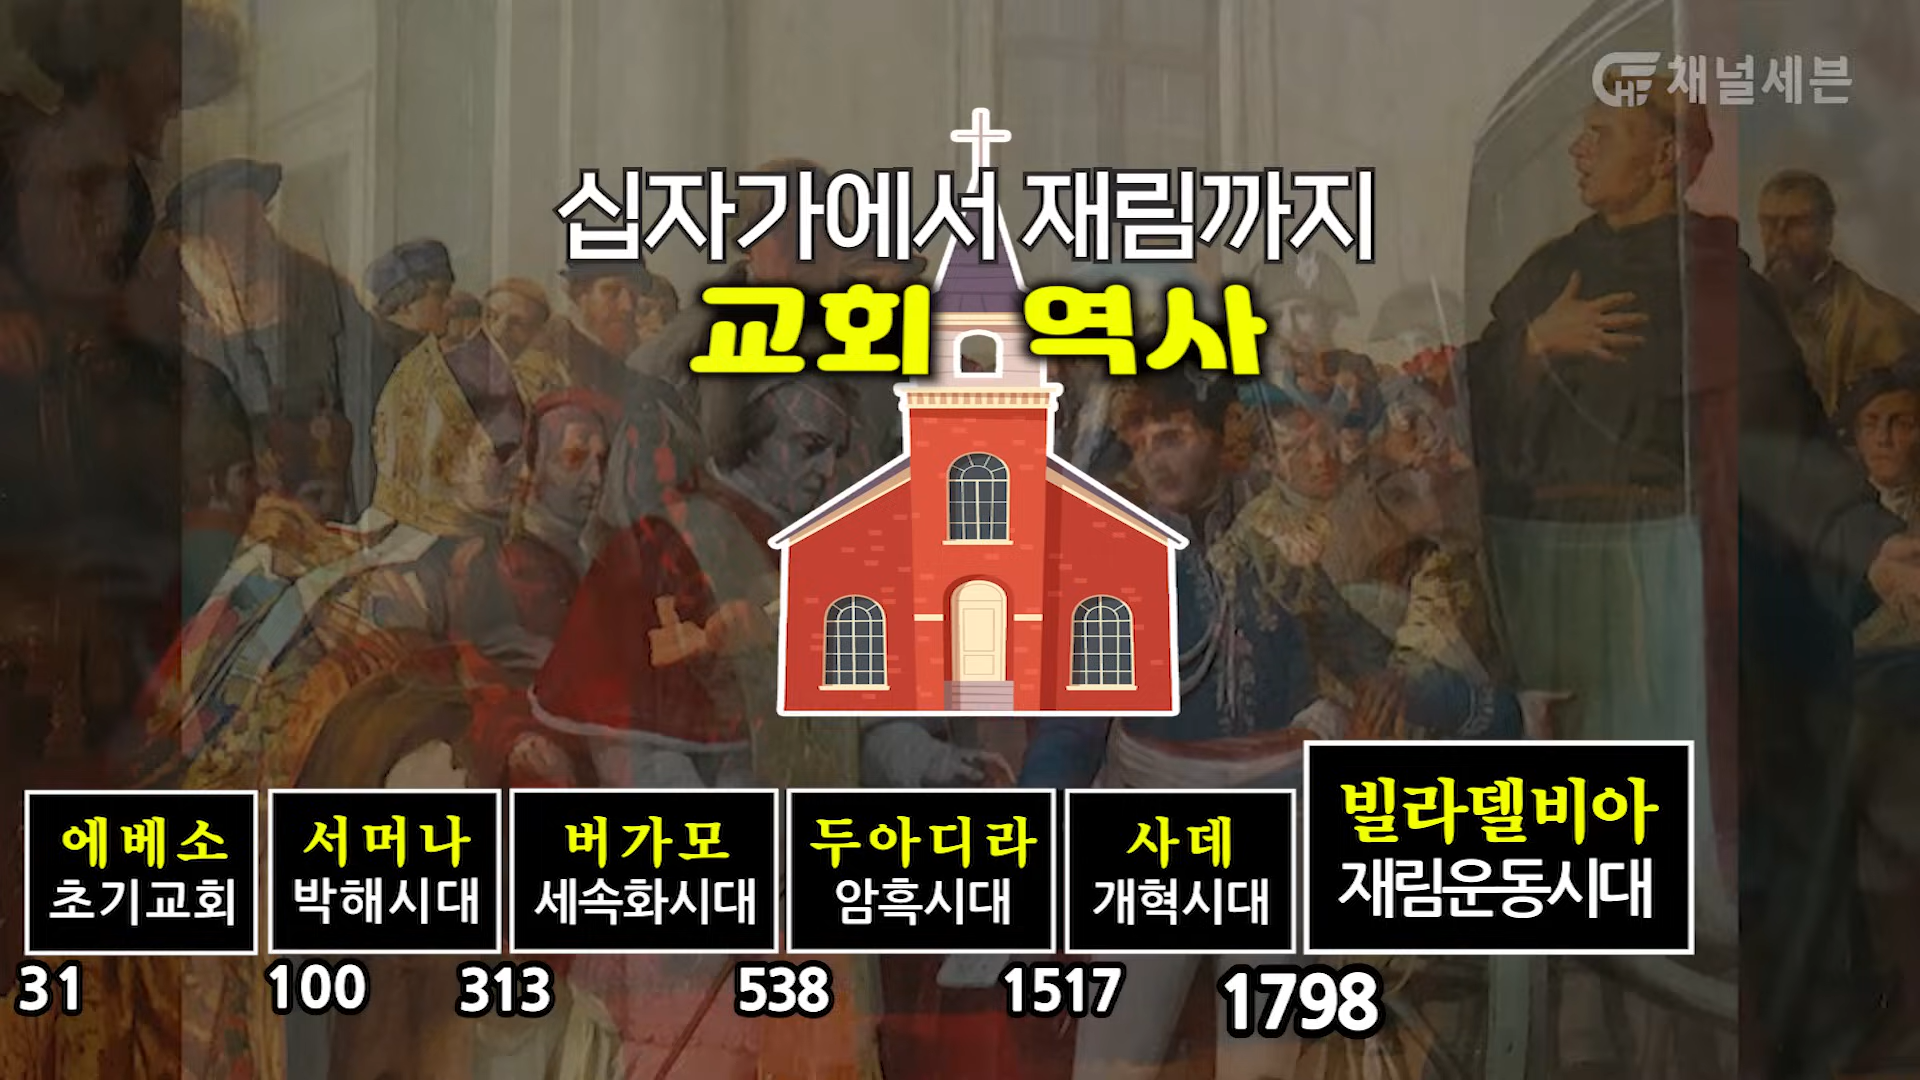 채널세븐
십자가에서 재림까지
교회 역사
에베소
초기교회
서머나
박해시대
버가모
세속화시대
두아디라
암흑시대
사데
개혁시대
빌라델비아
재림운동시대
31
100
313
538
1517
1798